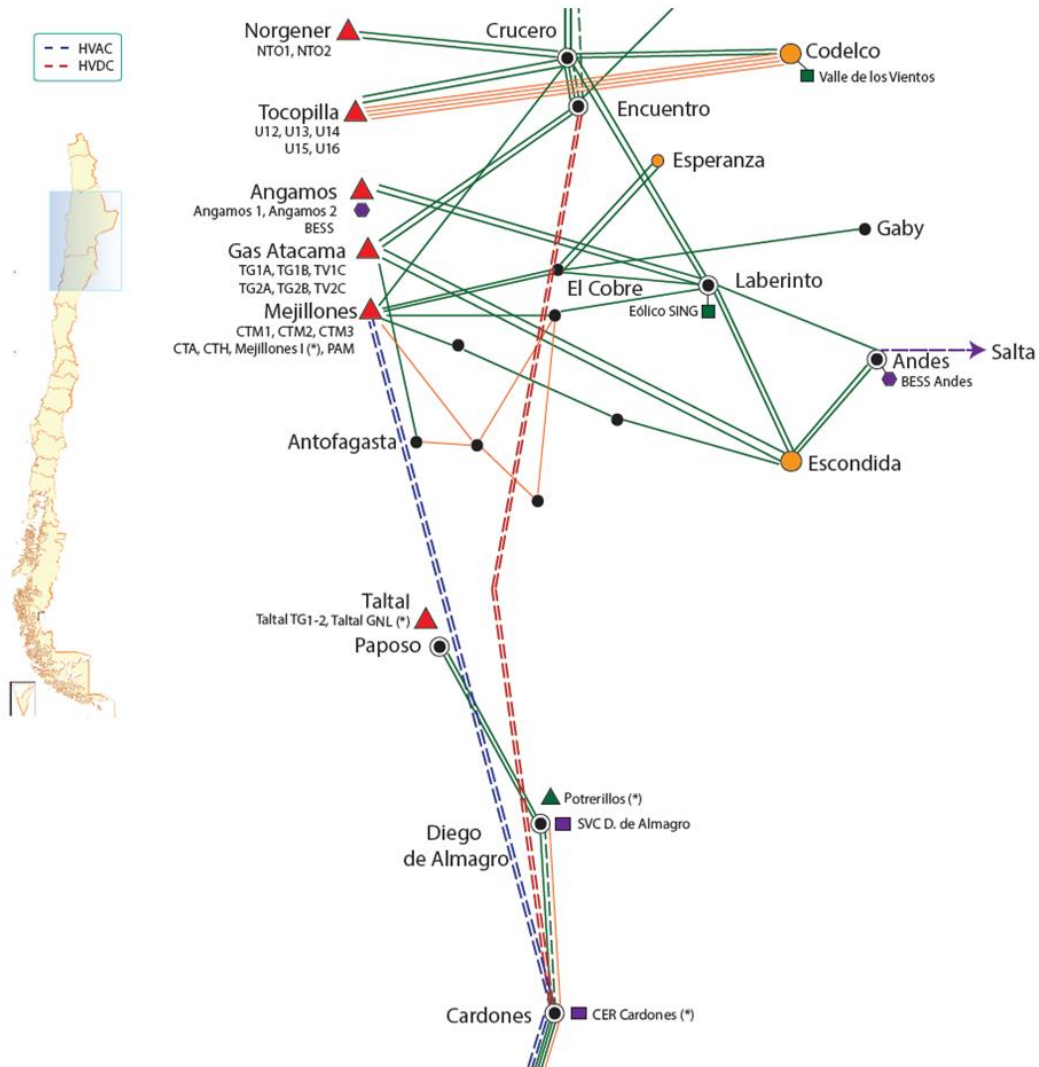 HVAC
HVDC
Norgener
NTO1, NTO2
Crucero
Codelco
Valle de los Vientos
Tocopilla
U12, U13, U14
U15, U16
Encuentro
Esperanza
Angamos
Angamos 1, Angamos 2
BESS
Gaby
Gas Atacama
TG1A, TG1B, TV1C
TG2A, TG2B, TV2C
El Cobre
Laberinto
Eólico SING
Mejillones
CTM1, CTM2, CTM3
CTA, CTH, Mejillones I (*), PAM
Andes
BESS Andes
Salta
Antofagasta
Escondida
Taltal
Taltal TG1-2, Taltal GNL (*)
Paposo
Potrerillos (*)
SVC D. de Almagro
Diego
de Almagro
Cardones
CER Cardones (*)